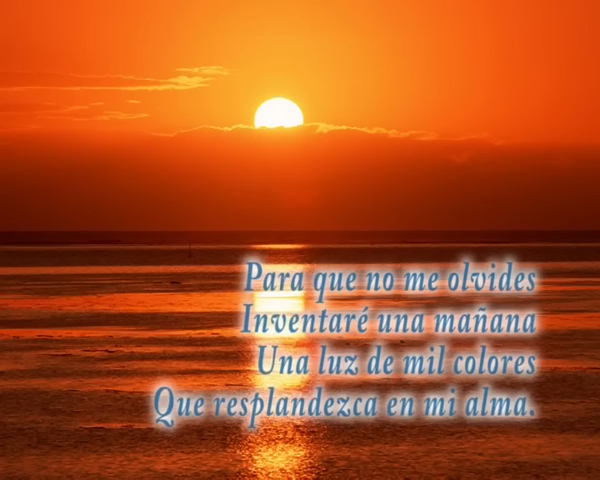 Para que no me olvides
Inventaré una mañana
Una luz de mil colores
Que resplandezca en mi alma.